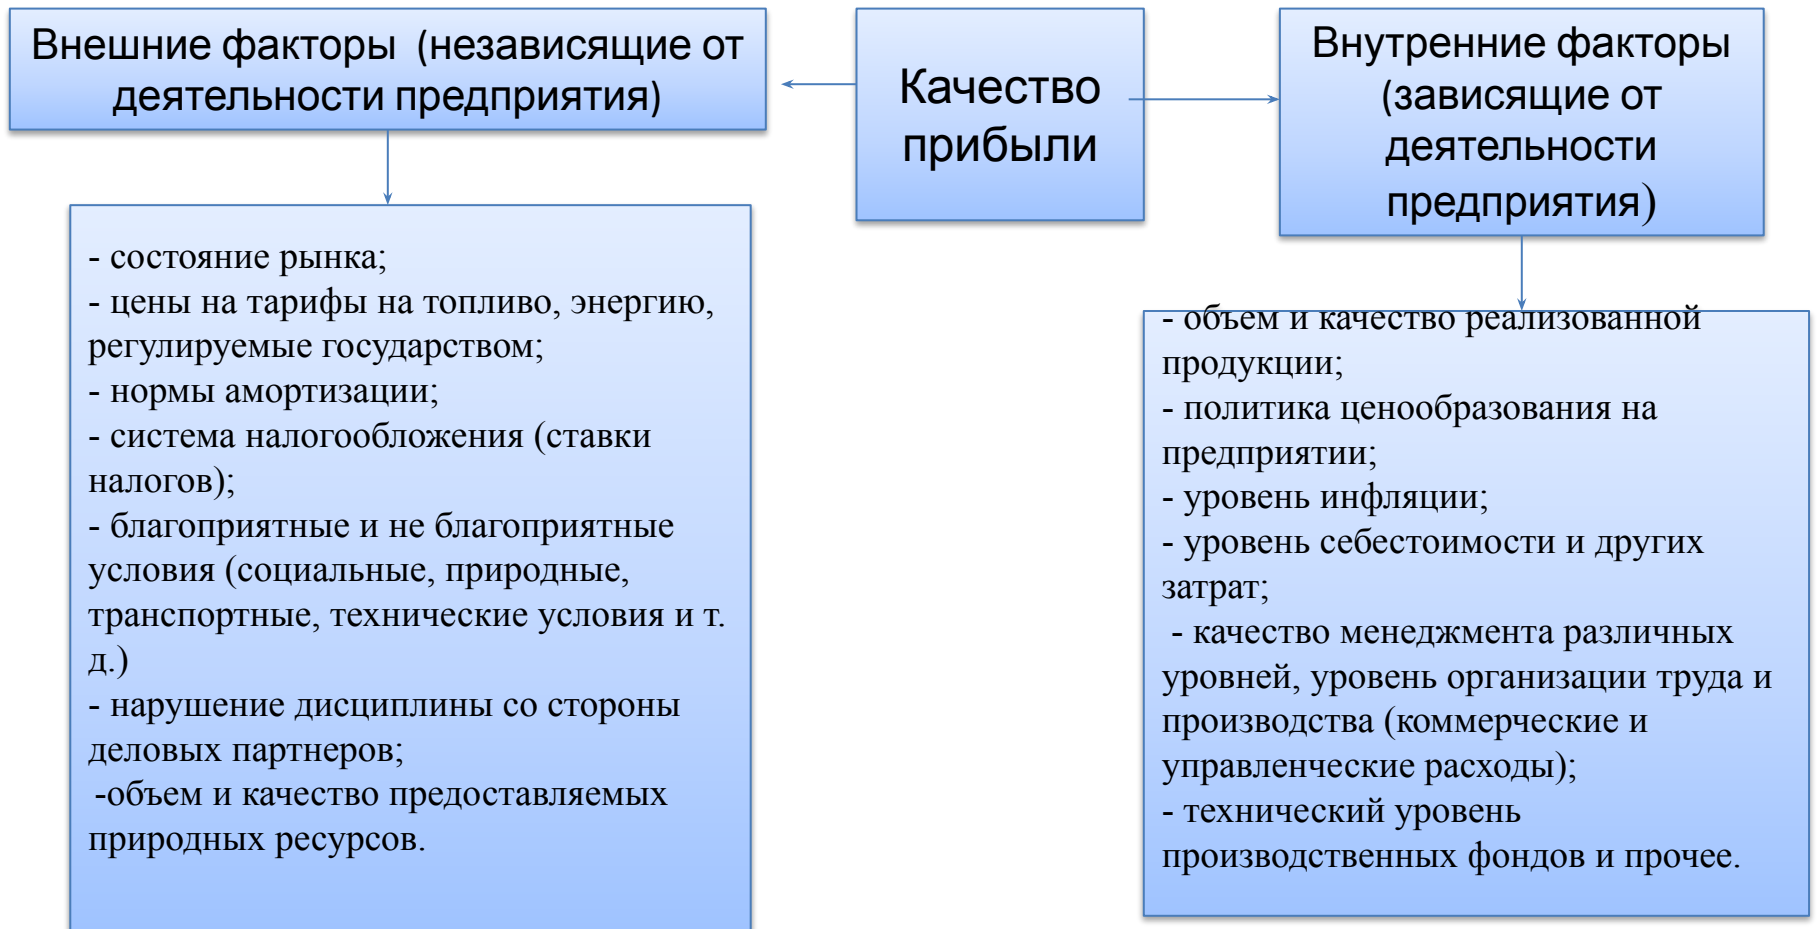 Внешние факторы (независящие от
деятельности предприятия)
- состояние рынка;
- цены на тарифы на топливо, энергию,
регулируемые государством;
- нормы амортизации;
- система налогообложения (ставки
налогов);
- благоприятные и не благоприятные
условия (социальные, природные,
транспортные, технические условия и т.
д.)
- нарушение дисциплины со стороны
деловых партнеров;
-объем и качество предоставляемых
природных ресурсов.
Качество
прибыли
Внутренние факторы
(зависящие от
деятельности
предприятия)
- объем и качество реализованной
продукции;
- политика ценообразования на
предприятии;
- уровень инфляции;
- уровень себестоимости и других
затрат;
- качество менеджмента различных
уровней, уровень организации труда и
производства (коммерческие и
управленческие расходы);
- технический уровень
производственных фондов и прочее.